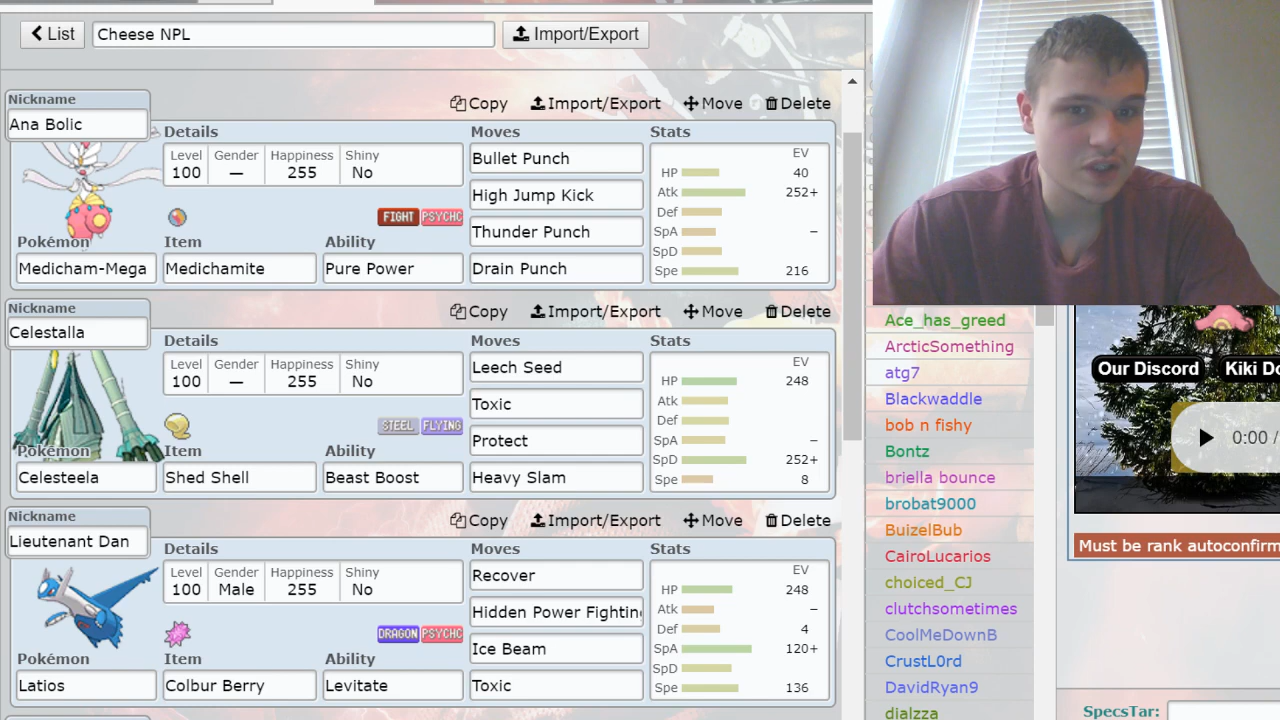 List
Cheese NPL
Import/Export
Nickname
Ana Bolic
Copy
Import/Export
Move
Delete
Details
Moves
Stats
Level
100
Gender
—
Happiness
255
Shiny
No
FIGHT
PSYCHC
Pokémon
Medicham-Mega
Item
Medichamite
Ability
Pure Power
Bullet Punch
High Jump Kick
Thunder Punch
Drain Punch
EV
HP 40
Atk 252+
Def
SpA –
SpD
Spe 216
Nickname
Celestalla
Copy
Import/Export
Move
Delete
Details
Moves
Stats
Level
100
Gender
—
Happiness
255
Shiny
No
STEEL
FLYING
Pokémon
Celesteela
Item
Shed Shell
Ability
Beast Boost
Leech Seed
Toxic
Protect
Heavy Slam
EV
HP 248
Atk
Def
SpA –
SpD 252+
Spe 8
Nickname
Lieutenant Dan
Copy
Import/Export
Move
Delete
Details
Moves
Stats
Level
100
Gender
Male
Happiness
255
Shiny
No
DRAGON
PSYCHC
Pokémon
Latios
Item
Colbur Berry
Ability
Levitate
Recover
Hidden Power Fightin
Ice Beam
Toxic
EV
HP 248
Atk –
Def 4
SpA 120+
SpD
Spe 136
Ace_has_greed
ArcticSomething
atg7
Blackwaddle
bob n fishy
Bontz
briella bounce
brobat9000
BuizelBub
CairoLucarios
choiced_CJ
clutchsometimes
CoolMeDownB
CrustL0rd
DavidRyan9
dialzza
Our Discord
Kiki Do
0:00 /
Must be rank autoconfirm
SpecsTar: